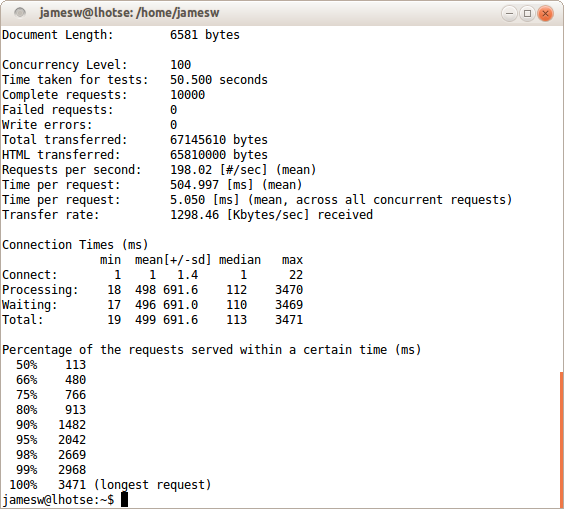 jamesw@lhotse: /home/jamesw
Document Length:        6581 bytes

Concurrency Level:      100
Time taken for tests:   50.500 seconds
Complete requests:      10000
Failed requests:        0
Write errors:           0
Total transferred:      67145610 bytes
HTML transferred:       65810000 bytes
Requests per second:    198.02 [#/sec] (mean)
Time per request:       504.997 [ms] (mean)
Time per request:       5.050 [ms] (mean, across all concurrent requests)
Transfer rate:          1298.46 [Kbytes/sec] received

Connection Times (ms)
              min  mean[+/-sd] median   max
Connect:        1    1   1.4      1      22
Processing:    18  498 691.6    112    3470
Waiting:       17  496 691.0    110    3469
Total:         19  499 691.6    113    3471

Percentage of the requests served within a certain time (ms)
  50%    113
  66%    480
  75%    766
  80%    913
  90%   1482
  95%   2042
  98%   2669
  99%   2968
 100%   3471 (longest request)
jamesw@lhotse:~$